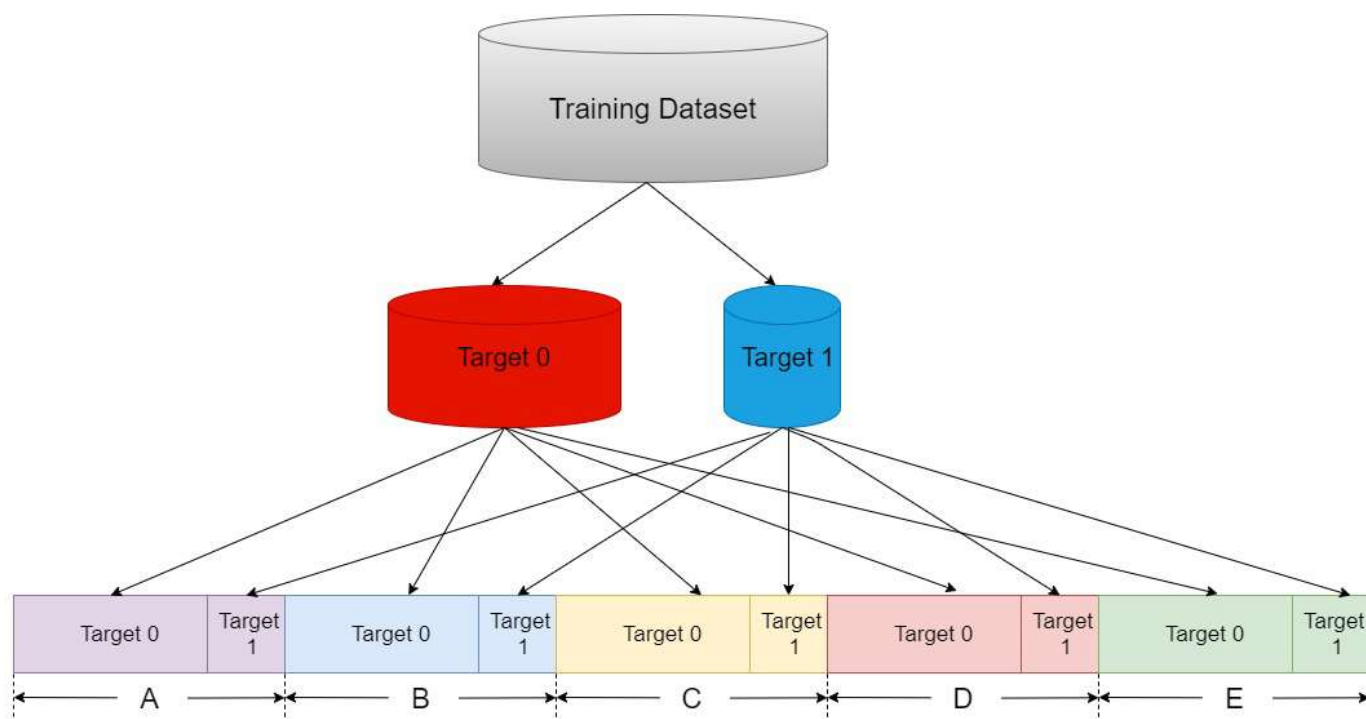 Training Dataset
Target 0
Target 1
Target 0
Target
1
Target 0
Target
1
Target 0
Target
1
Target 0
Target
1
Target 0
Target
1
A
B
C
D
E